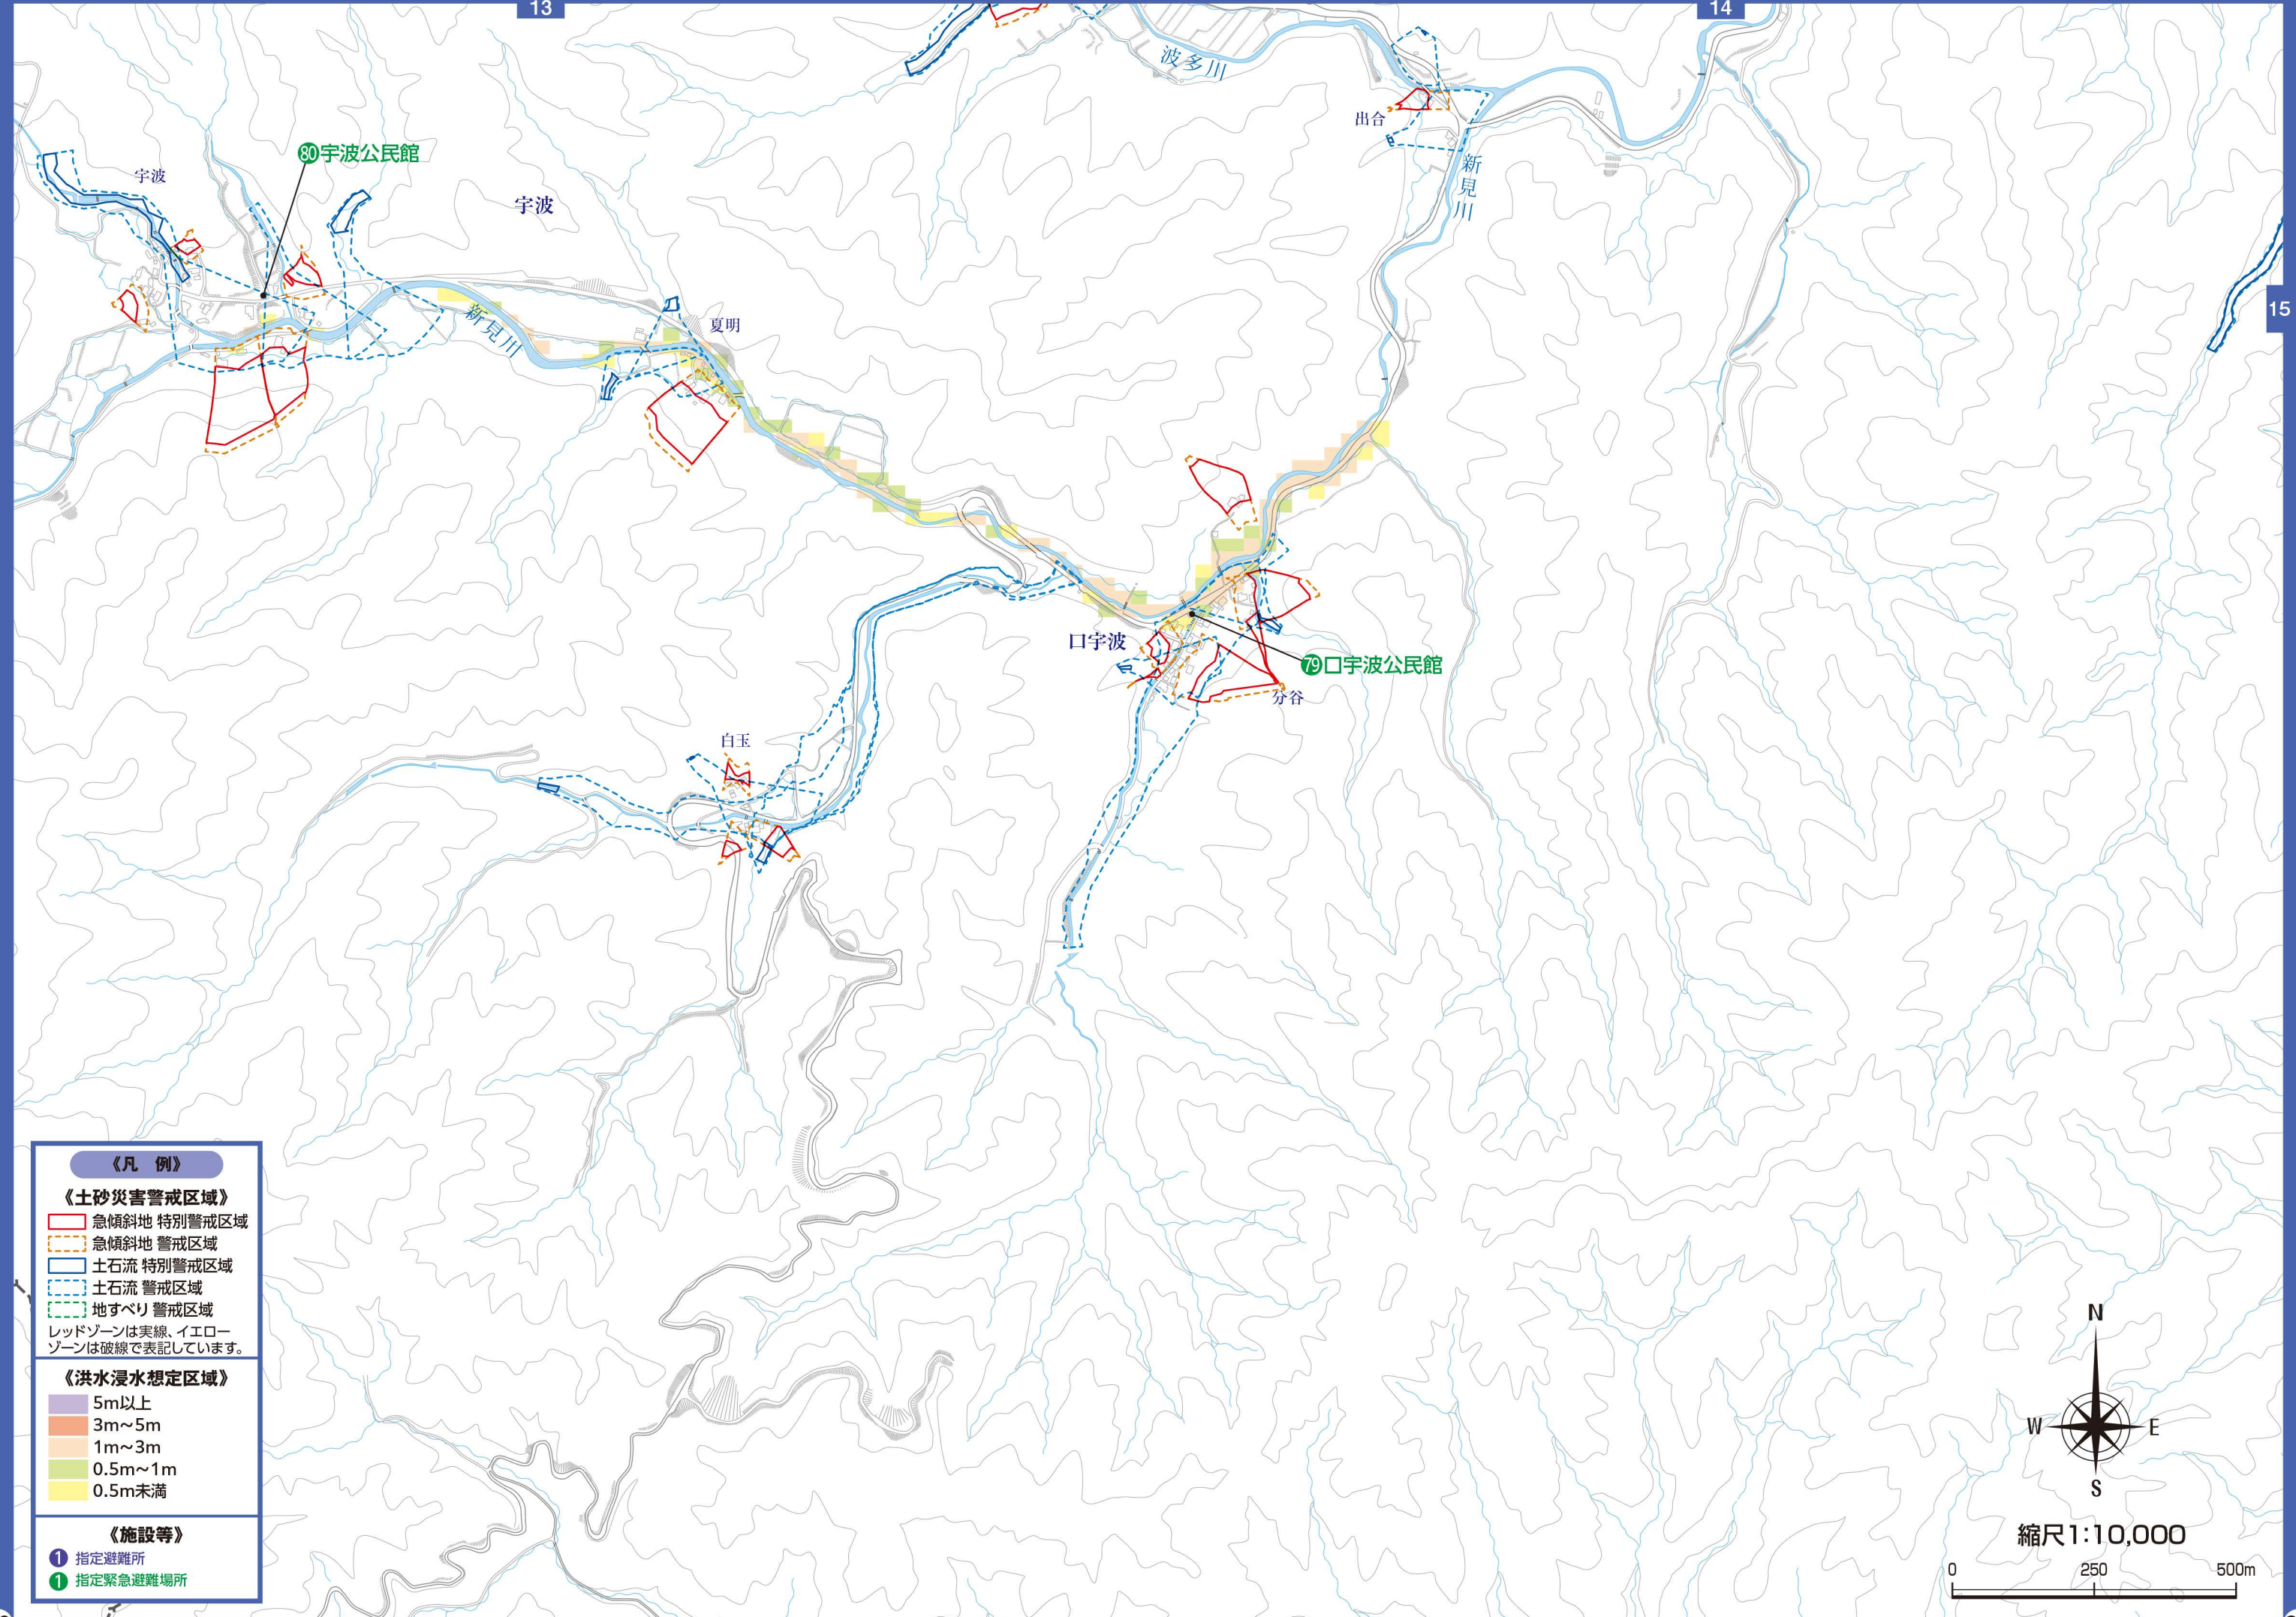 13
14
波多川
出合
80宇波公民館
新見川
宇波
宇波
15
新見川
夏明
口宇波
79口宇波公民館
分谷
白玉
《凡 例》
《土砂災害警戒区域》
急傾斜地 特別警戒区域
急傾斜地 警戒区域
土石流 特別警戒区域
土石流 警戒区域
地すべり 警戒区域
レッドゾーンは実線、イエロー
ゾーンは破線で表記しています。
《洪水浸水想定区域》
5m以上
3m~5m
1m~3m
0.5m~1m
0.5m未満
《施設等》
1 指定避難所
1 指定緊急避難場所
N
W E
S
縮尺1:10,000
0 250 500m